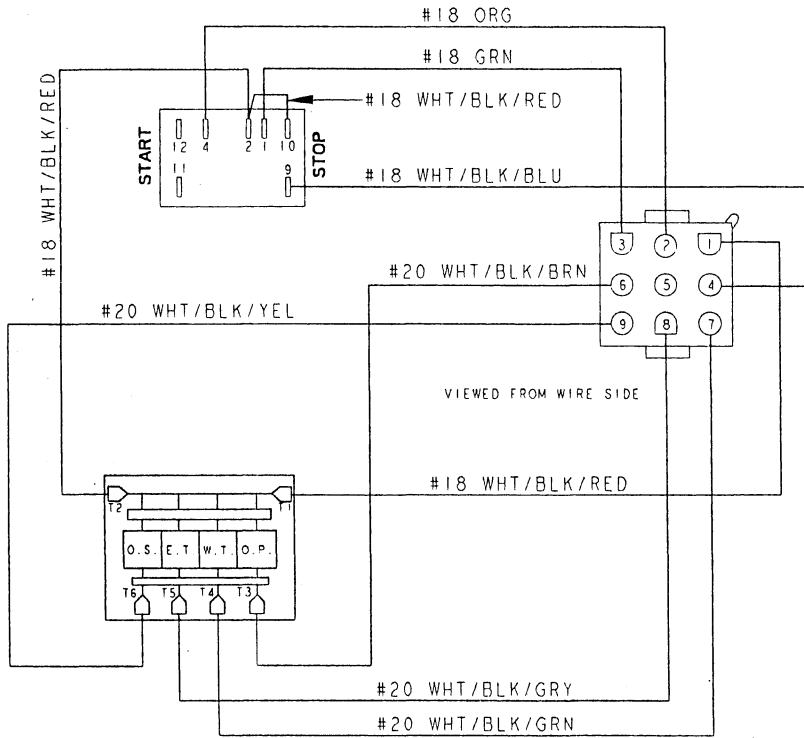 #18 ORG
#18 GRN
#18 WHT/BLK/RED
#18 WHT/BLK/RED
START
12 4 2 1 10
STOP
11 9
#18 WHT/BLK/BLU
3 2 1
#20 WHT/BLK/BRN
6 5 4
#20 WHT/BLK/YEL
9 8 7
VIEWED FROM WIRE SIDE
#18 WHT/BLK/RED
T2 T1
O.S. E.T. W.T. O.P.
T6 T5 T4 T3
#20 WHT/BLK/GRY
#20 WHT/BLK/GRN